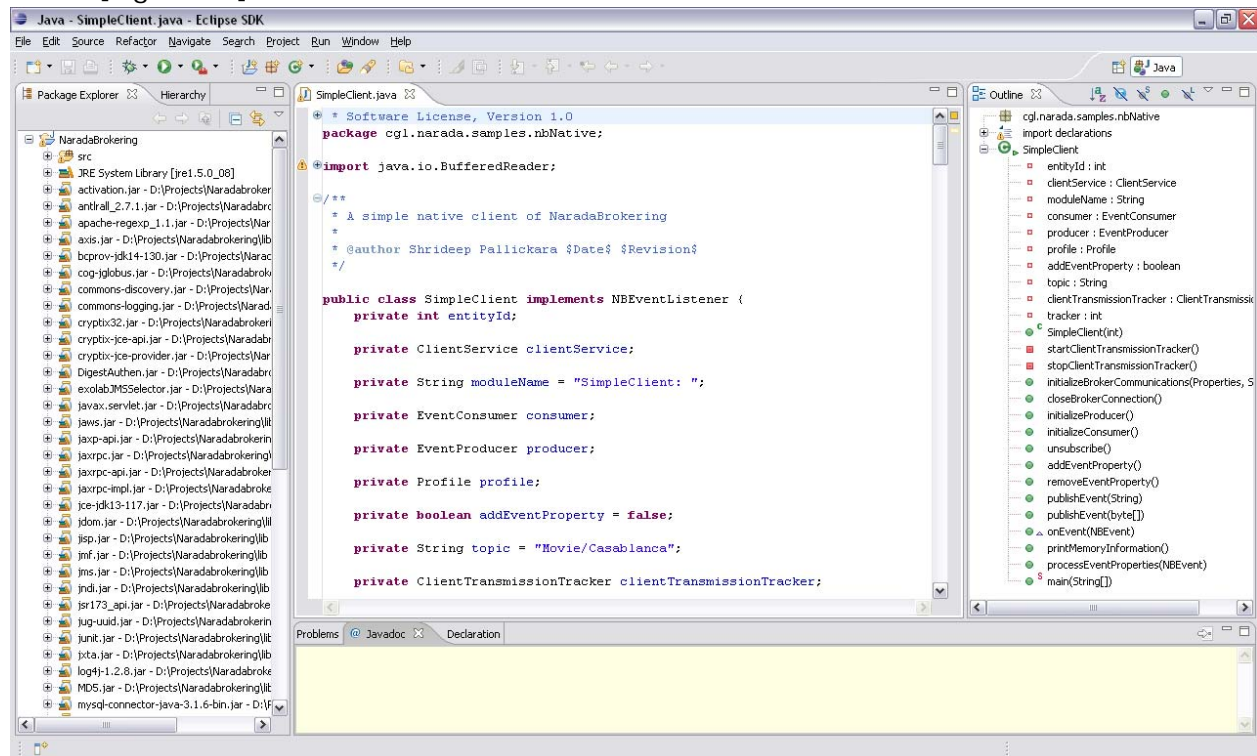 Java - SimpleClient.java - Eclipse SDK
File Edit Source Refactor Navigate Search Project Run Window Help
Java
Package Explorer Hierarchy
NaradaBrokering
src
JRE System Library [jre1.5.0_08]
activation.jar - D:\Projects\Naradabroker
antlrall_2.7.1.jar - D:\Projects\Naradabro
apache-regexp_1.1.jar - D:\Projects\Nar
axis.jar - D:\Projects\Naradabrokering\lib
bcprov-jdk14-130.jar - D:\Projects\Narad
cog-jglobus.jar - D:\Projects\Naradabrok
commons-discovery.jar - D:\Projects\Nar
commons-logging.jar - D:\Projects\Narad
cryptix32.jar - D:\Projects\Naradabrokeri
cryptix-jce-api.jar - D:\Projects\Naradabr
cryptix-jce-provider.jar - D:\Projects\Nar
DigestAuthen.jar - D:\Projects\Naradabro
exolabJMSSelector.jar - D:\Projects\Nara
javax.servlet.jar - D:\Projects\Naradabro
jaws.jar - D:\Projects\Naradabrokering\lib
jaxp-api.jar - D:\Projects\Naradabrokerin
jaxrpc.jar - D:\Projects\Naradabrokering\
jaxrpc-api.jar - D:\Projects\Naradabroker
jaxrpc-impl.jar - D:\Projects\Naradabroke
jce-jdk13-117.jar - D:\Projects\Naradabr
jdom.jar - D:\Projects\Naradabrokering\lib
jisp.jar - D:\Projects\Naradabrokering\lib
jmf.jar - D:\Projects\Naradabrokering\lib
jms.jar - D:\Projects\Naradabrokering\lib
jndi.jar - D:\Projects\Naradabrokering\lib
jsr173_api.jar - D:\Projects\Naradabroke
jug-uuid.jar - D:\Projects\Naradabrokerin
junit.jar - D:\Projects\Naradabrokering\lib
jxta.jar - D:\Projects\Naradabrokering\lib
log4j-1.2.8.jar - D:\Projects\Naradabroke
MD5.jar - D:\Projects\Naradabrokering\lib
mysql-connector-java-3.1.6-bin.jar - D:\P
SimpleClient.java
* Software License, Version 1.0
package cgl.narada.samples.nbNative;
import java.io.BufferedReader;
/**
* A simple native client of NaradaBrokering
*
* @author Shrideep Pallickara $Date$ $Revision$
*/
public class SimpleClient implements NBEventListener {
private int entityId;
private ClientService clientService;
private String moduleName = "SimpleClient: ";
private EventConsumer consumer;
private EventProducer producer;
private Profile profile;
private boolean addEventProperty = false;
private String topic = "Movie/Casablanca";
private ClientTransmissionTracker clientTransmissionTracker;
Problems @ Javadoc Declaration
Outline
cgl.narada.samples.nbNative
import declarations
SimpleClient
entityId : int
clientService : ClientService
moduleName : String
consumer : EventConsumer
producer : EventProducer
profile : Profile
addEventProperty : boolean
topic : String
clientTransmissionTracker : ClientTransmissio
tracker : int
SimpleClient(int)
startClientTransmissionTracker()
stopClientTransmissionTracker()
initializeBrokerCommunications(Properties, S
closeBrokerConnection()
initializeProducer()
initializeConsumer()
unsubscribe()
addEventProperty()
removeEventProperty()
publishEvent(String)
publishEvent(byte[])
onEvent(NBEvent)
printMemoryInformation()
processEventProperties(NBEvent)
main(String[])